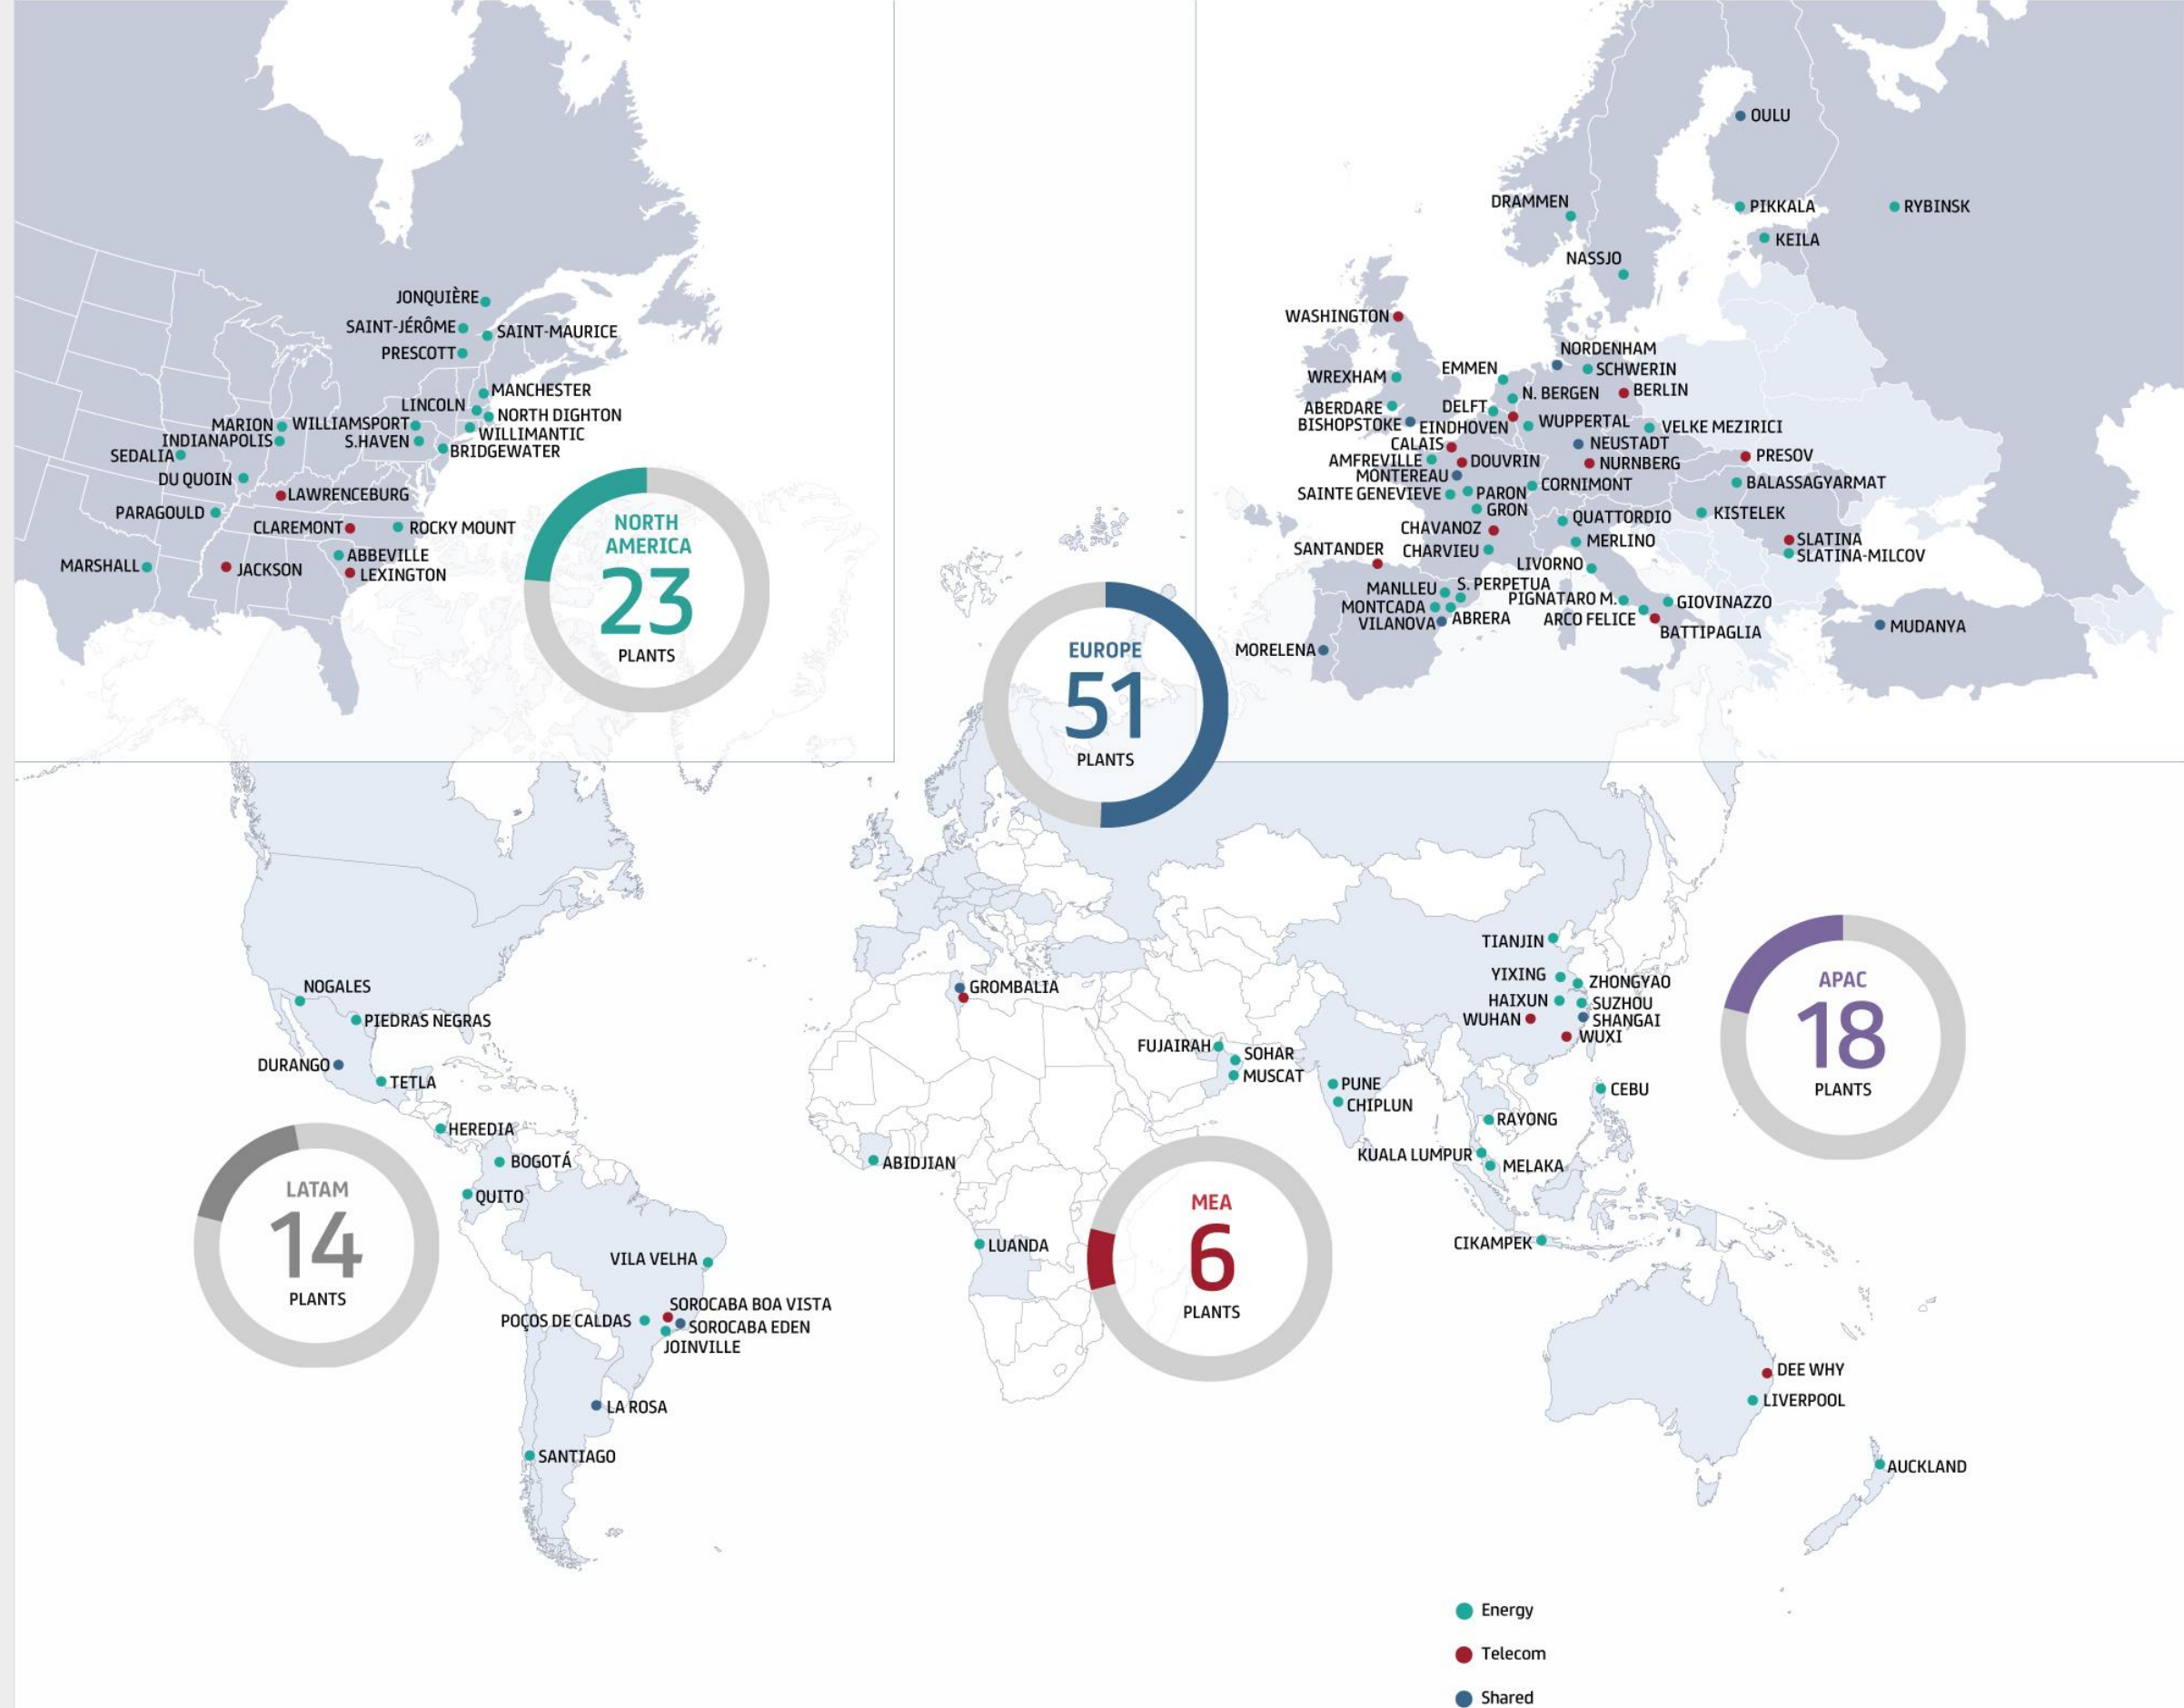 OULU
DRAMMEN
PIKKALA
RYBINSK
KEILA
NASSJO
JONQUIÈRE
SAINT-JÉRÔME
SAINT-MAURICE
PRESCOTT
MANCHESTER
LINCOLN
NORTH DIGHTON
MARION
WILLIAMSPORT
WILLIMANTIC
INDIANAPOLIS
S.HAVEN
BRIDGEWATER
SEDALIA
DU QUOIN
LAWRENCEBURG
PARAGOULD
CLAREMONT
ROCKY MOUNT
ABBEVILLE
MARSHALL
JACKSON
LEXINGTON
NORTH
AMERICA
23
PLANTS
WASHINGTON
NORDENHAM
WREXHAM
EMMEN
SCHWERIN
N. BERGEN
BERLIN
ABERDARE
DELFT
BISHOPSTOKE
EINDHOVEN
WUPPERTAL
VELKE MEZIRICI
CALAIS
NEUSTADT
AMFREVILLE
DOUVRIN
NURNBERG
PRESOV
MONTEREAU
CORNIMONT
BALASSAGYARMAT
SAINTE GENEVIEVE
PARON
GRON
QUATTORDIO
KISTELEK
CHAVANOZ
MERLINO
SLATINA
SANTANDER
CHARVIEU
SLATINA-MILCOV
LIVORNO
MANLLEU
S. PERPETUA
PIGNATARO M.
GIOVINAZZO
MONTCADA
ABRERA
ARCO FELICE
VILANOVA
BATTIPAGLIA
MUDANYA
MORELENA
EUROPE
51
PLANTS
NOGALES
PIEDRAS NEGRAS
DURANGO
TETLA
HEREDIA
BOGOTÁ
QUITO
LATAM
14
PLANTS
VILA VELHA
SOROCABA BOA VISTA
POÇOS DE CALDAS
SOROCABA EDEN
JOINVILLE
LA ROSA
SANTIAGO
GROMBALIA
FUJAIRAH
SOHAR
MUSCAT
ABIDJIAN
LUANDA
MEA
6
PLANTS
TIANJIN
YIXING
ZHONGYAO
HAIXUN
SUZHOU
WUHAN
SHANGAI
WUXI
PUNE
CHIPLUN
CEBU
RAYONG
KUALA LUMPUR
MELAKA
CIKAMPEK
APAC
18
PLANTS
DEE WHY
LIVERPOOL
AUCKLAND
Energy
Telecom
Shared